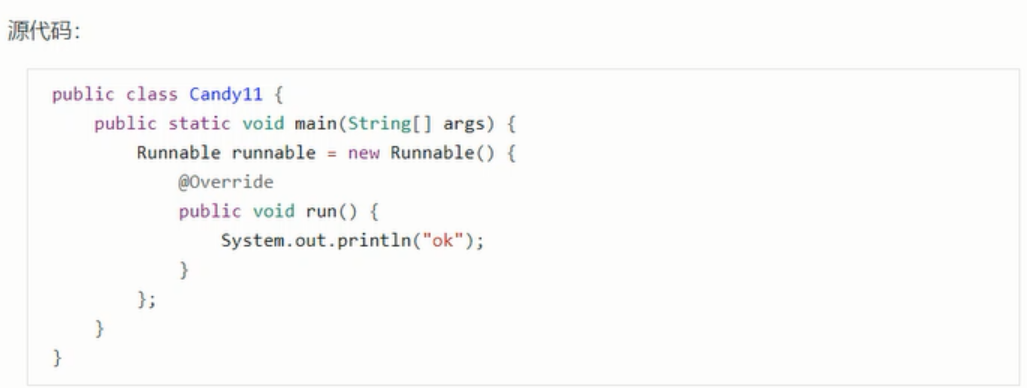 源代码：
public class Candy11 {
    public static void main(String[] args) {
        Runnable runnable = new Runnable() {
            @Override
            public void run() {
                System.out.println("ok");
            }
        };
    }
}